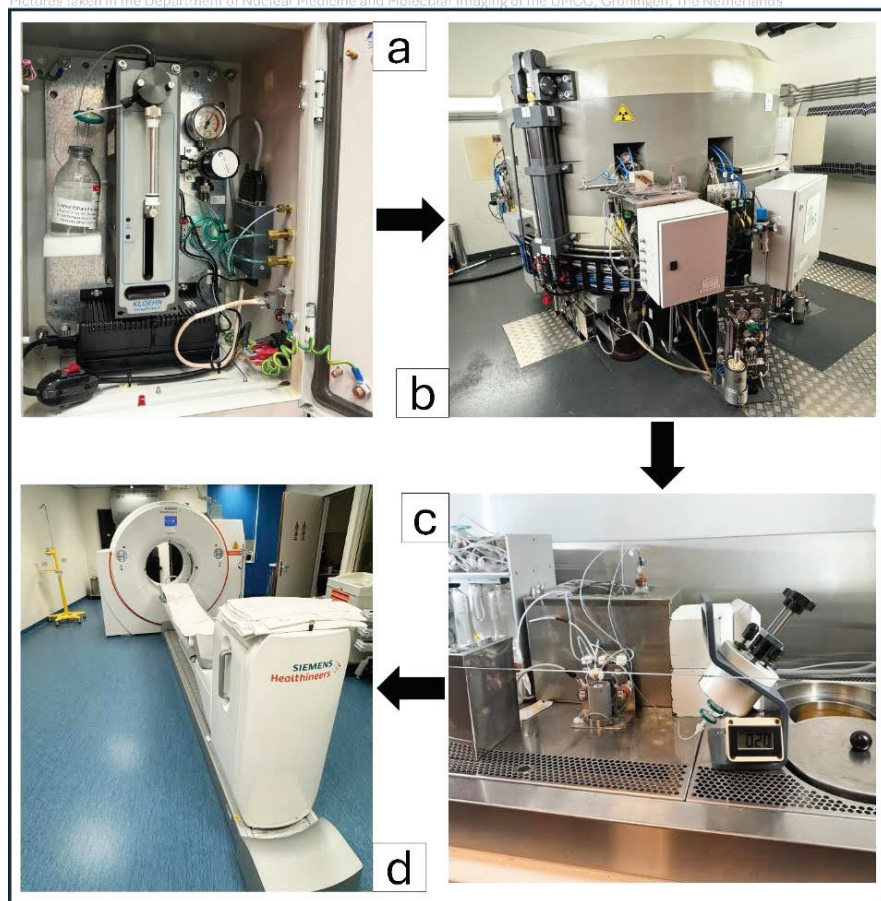 Pictures taken in the Department of Nuclear Medicine and Molecular Imaging of the UMCG, Groningen, The Netherlands
a
b
KLOEHN
c
SIEMENS
Healthineers
020
d